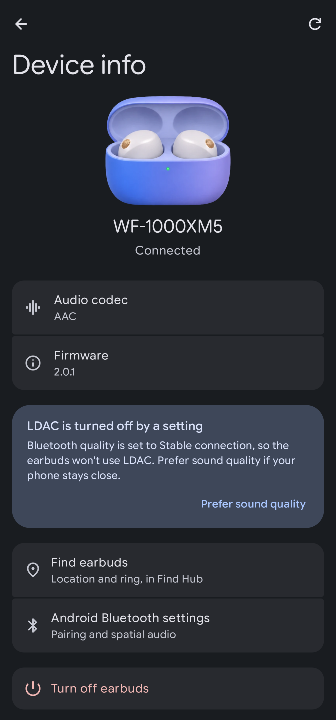 Device info
WF-1000XM5
Connected
Audio codec
AAC
Firmware
2.0.1
LDAC is turned off by a setting
Bluetooth quality is set to Stable connection, so the
earbuds won't use LDAC. Prefer sound quality if your
phone stays close.
Prefer sound quality
Find earbuds
Location and ring, in Find Hub
Android Bluetooth settings
Pairing and spatial audio
Turn off earbuds